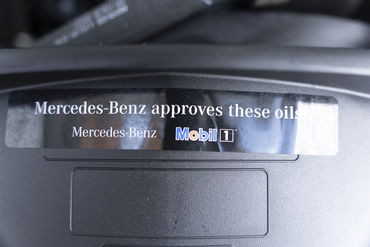 Mercedes-Benz approves these oils
Mercedes-Benz Mobil 1